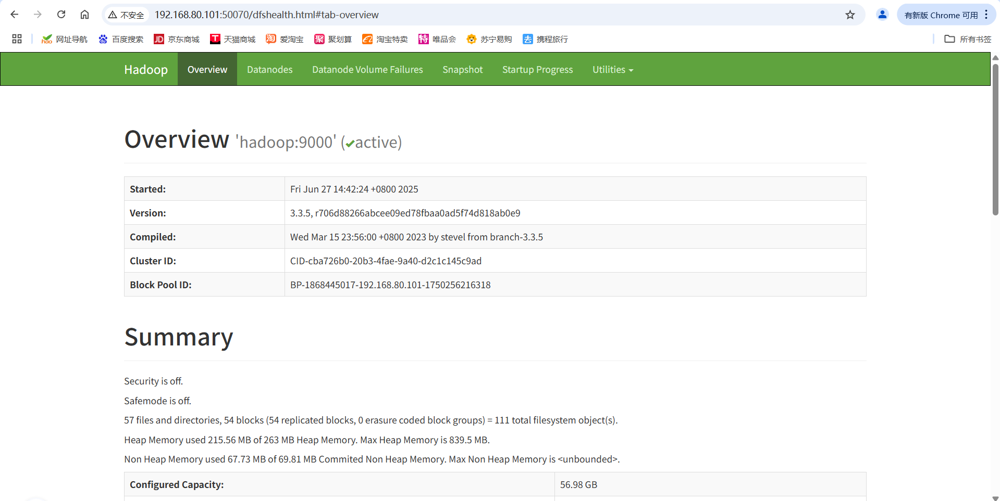 不安全 192.168.80.101:50070/dfshealth.html#tab-overview 有新版 Chrome 可用
hao 网址导航 百度搜索 JD 京东商城 T 天猫商城 淘 爱淘宝 聚 聚划算 淘宝特卖 特 唯品会 苏宁易购 去 携程旅行 所有书签
Hadoop Overview Datanodes Datanode Volume Failures Snapshot Startup Progress Utilities
Overview 'hadoop:9000' (✔active)
Started: Fri Jun 27 14:42:24 +0800 2025
Version: 3.3.5, r706d88266abcee09ed78fbaa0ad5f74d818ab0e9
Compiled: Wed Mar 15 23:56:00 +0800 2023 by stevel from branch-3.3.5
Cluster ID: CID-cba726b0-20b3-4fae-9a40-d2c1c145c9ad
Block Pool ID: BP-1868445017-192.168.80.101-1750256216318
Summary
Security is off.
Safemode is off.
57 files and directories, 54 blocks (54 replicated blocks, 0 erasure coded block groups) = 111 total filesystem object(s).
Heap Memory used 215.56 MB of 263 MB Heap Memory. Max Heap Memory is 839.5 MB.
Non Heap Memory used 67.73 MB of 69.81 MB Commited Non Heap Memory. Max Non Heap Memory is <unbounded>.
Configured Capacity: 56.98 GB